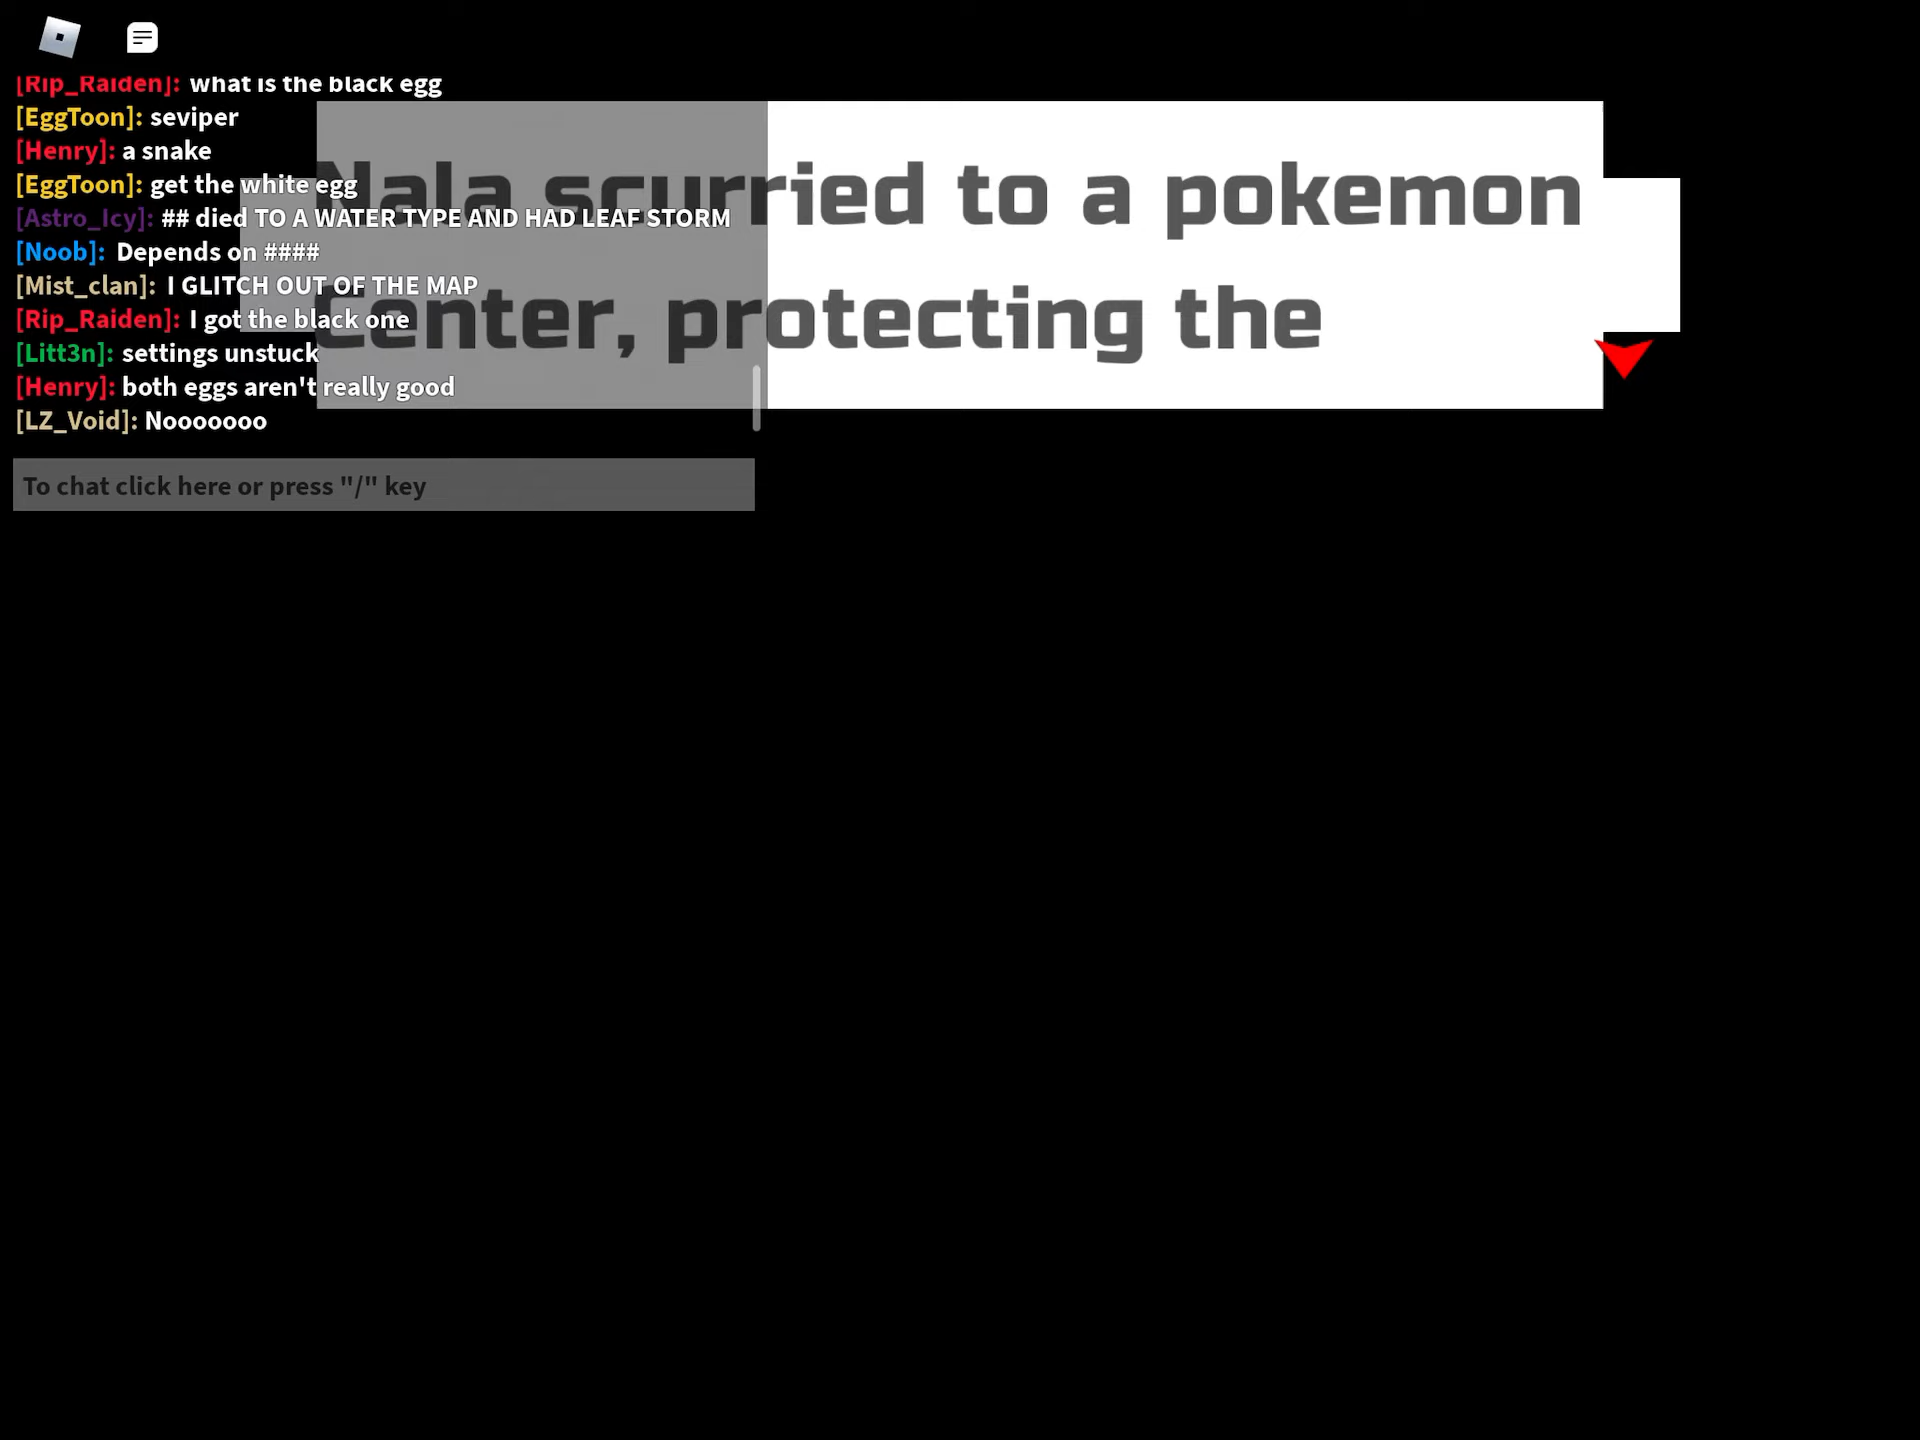 [Rip_Raiden]: what is the black egg
[EggToon]: seviper
[Henry]: a snake
[EggToon]: get the white egg
[Astro_Icy]: ## died TO A WATER TYPE AND HAD LEAF STORM
[Noob]: Depends on ####
[Mist_clan]: I GLITCH OUT OF THE MAP
[Rip_Raiden]: I got the black one
[Litt3n]: settings unstuck
[Henry]: both eggs aren't really good
[LZ_Void]: Nooooooo
To chat click here or press "/" key
Nala scurried to a pokemon
Center, protecting the